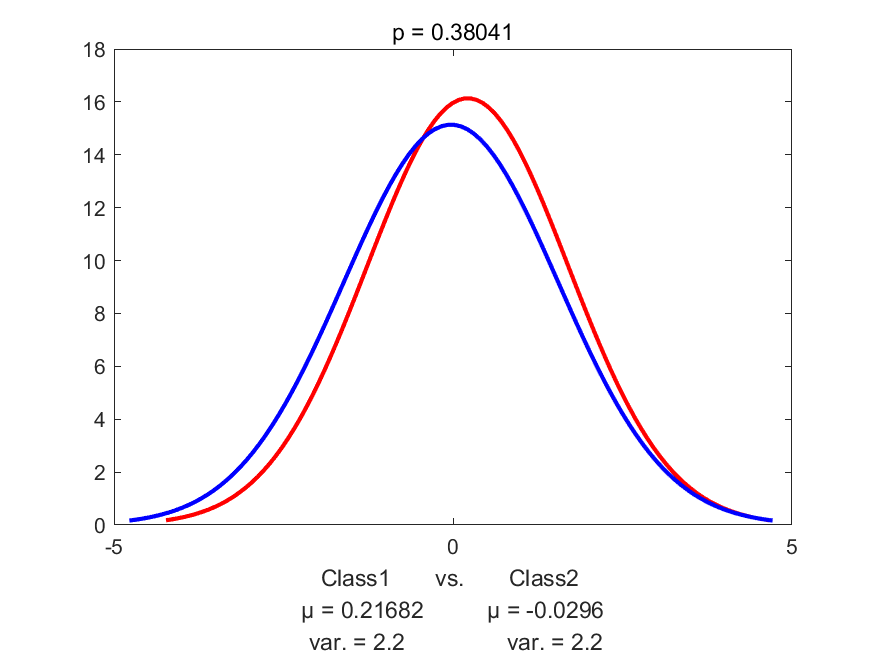 p = 0.38041
18
16
14
12
10
8
6
4
2
0
-5 0 5
Class1 vs. Class2
μ = 0.21682 μ = -0.0296
var. = 2.2 var. = 2.2